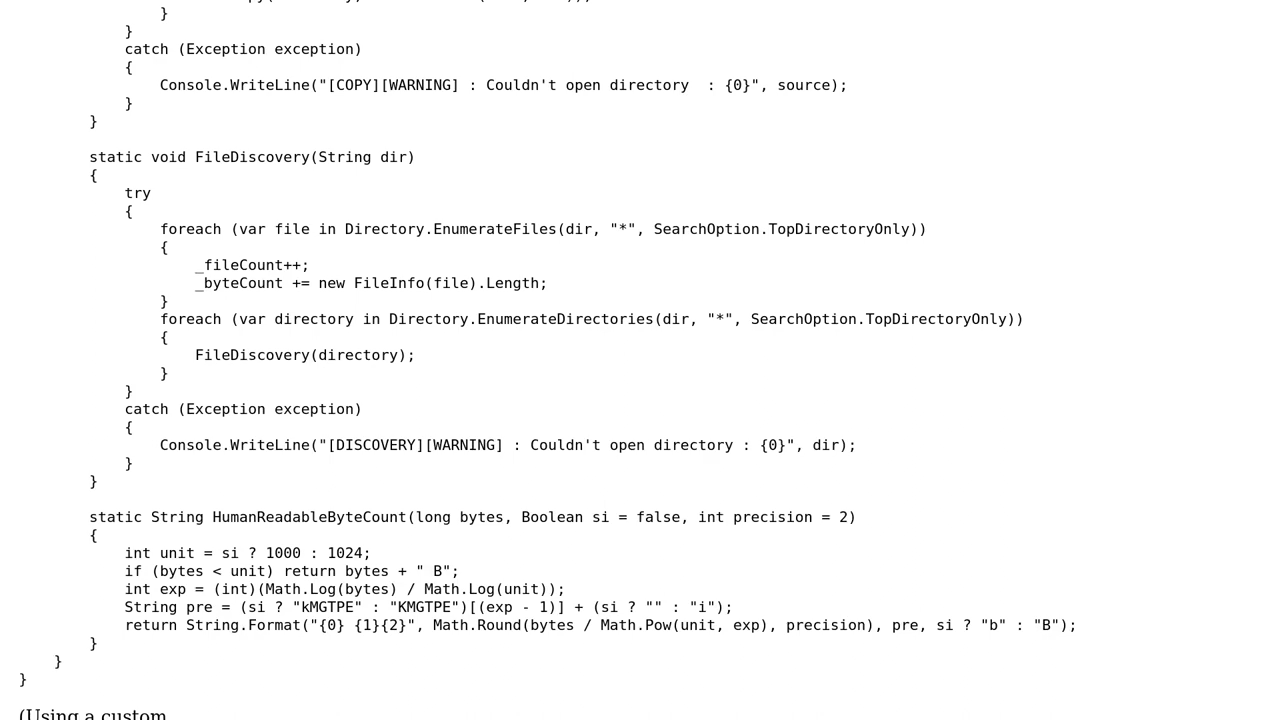 }
}
catch (Exception exception)
{
Console.WriteLine("[COPY][WARNING] : Couldn't open directory  : {0}", source);
}
}
static void FileDiscovery(String dir)
{
try
{
foreach (var file in Directory.EnumerateFiles(dir, "*", SearchOption.TopDirectoryOnly))
{
_fileCount++;
_byteCount += new FileInfo(file).Length;
}
foreach (var directory in Directory.EnumerateDirectories(dir, "*", SearchOption.TopDirectoryOnly))
{
FileDiscovery(directory);
}
}
catch (Exception exception)
{
Console.WriteLine("[DISCOVERY][WARNING] : Couldn't open directory : {0}", dir);
}
}
static String HumanReadableByteCount(long bytes, Boolean si = false, int precision = 2)
{
int unit = si ? 1000 : 1024;
if (bytes < unit) return bytes + " B";
int exp = (int)(Math.Log(bytes) / Math.Log(unit));
String pre = (si ? "kMGTPE" : "KMGTPE")[(exp - 1)] + (si ? "" : "i");
return String.Format("{0} {1}{2}", Math.Round(bytes / Math.Pow(unit, exp), precision), pre, si ? "b" : "B");
}
}
}
(Using a custom